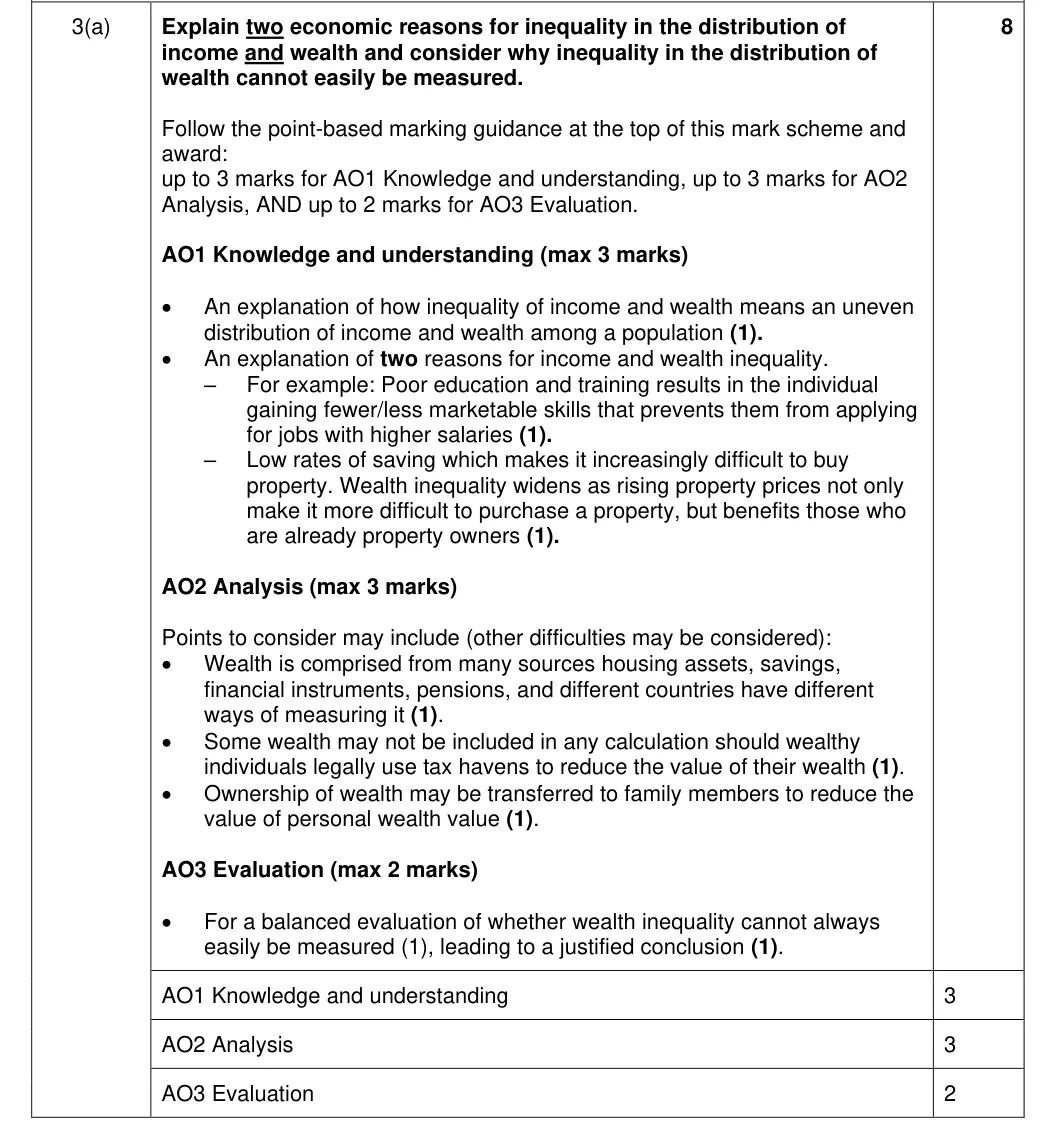 3(a) Explain two economic reasons for inequality in the distribution of 8
income and wealth and consider why inequality in the distribution of
wealth cannot easily be measured.
Follow the point-based marking guidance at the top of this mark scheme and
award:
up to 3 marks for AO1 Knowledge and understanding, up to 3 marks for AO2
Analysis, AND up to 2 marks for AO3 Evaluation.
AO1 Knowledge and understanding (max 3 marks)
• An explanation of how inequality of income and wealth means an uneven
distribution of income and wealth among a population (1).
• An explanation of two reasons for income and wealth inequality.
– For example: Poor education and training results in the individual
gaining fewer/less marketable skills that prevents them from applying
for jobs with higher salaries (1).
– Low rates of saving which makes it increasingly difficult to buy
property. Wealth inequality widens as rising property prices not only
make it more difficult to purchase a property, but benefits those who
are already property owners (1).
AO2 Analysis (max 3 marks)
Points to consider may include (other difficulties may be considered):
• Wealth is comprised from many sources housing assets, savings,
financial instruments, pensions, and different countries have different
ways of measuring it (1).
• Some wealth may not be included in any calculation should wealthy
individuals legally use tax havens to reduce the value of their wealth (1).
• Ownership of wealth may be transferred to family members to reduce the
value of personal wealth value (1).
AO3 Evaluation (max 2 marks)
• For a balanced evaluation of whether wealth inequality cannot always
easily be measured (1), leading to a justified conclusion (1).
AO1 Knowledge and understanding 3
AO2 Analysis 3
AO3 Evaluation 2